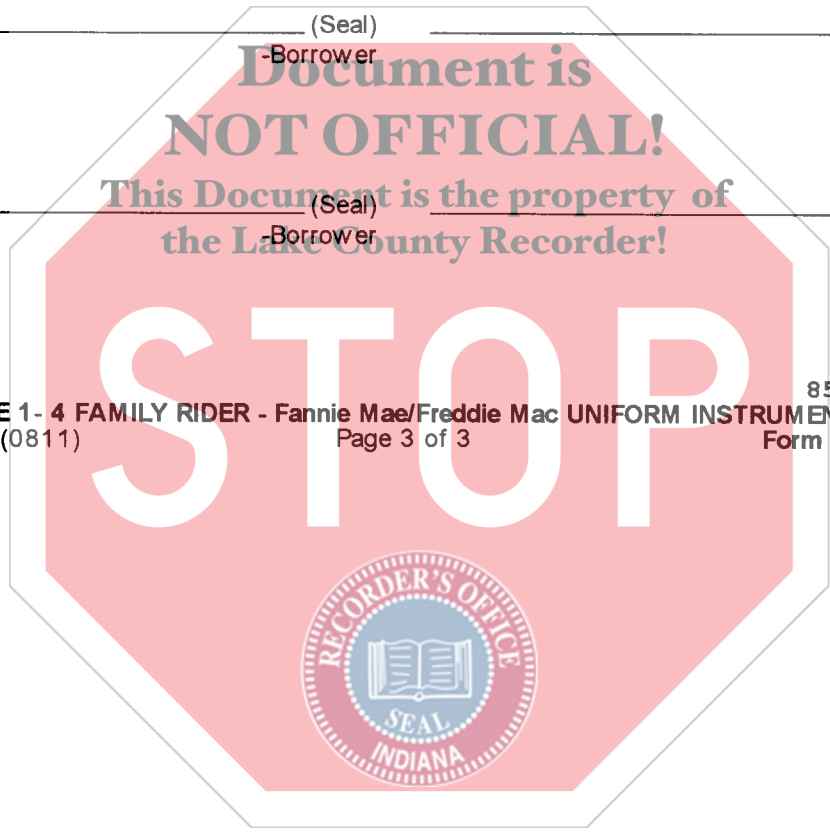 (Seal)
-Borrower
Document is
NOT OFFICIAL!
This Document is the property of
(Seal)
the Lake County Recorder!
-Borrower
STOP
85
E 1- 4 FAMILY RIDER - Fannie Mae/Freddie Mac UNIFORM INSTRUMEN
(0811) Page 3 of 3 Form
RECORDER'S OFFICE
SEAL
INDIANA